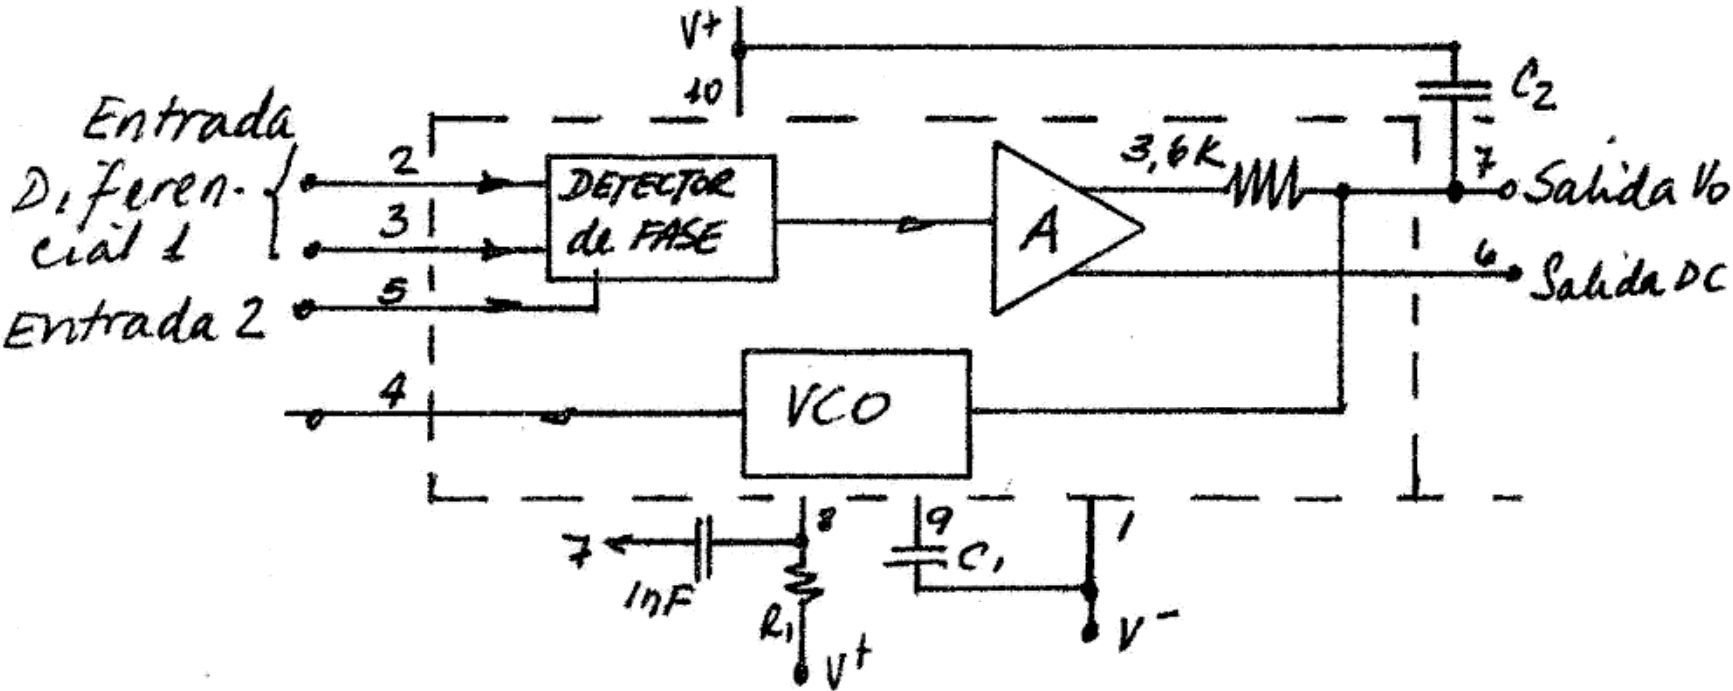 V+
10
C2
Entrada
Diferen-
cial 1
2
3
5
Entrada 2
DETECTOR
de FASE
A
3,6K
7
Salida Vo
6
Salida DC
4
VCO
8
9
1
7
1nF
R1
V+
C1
V-